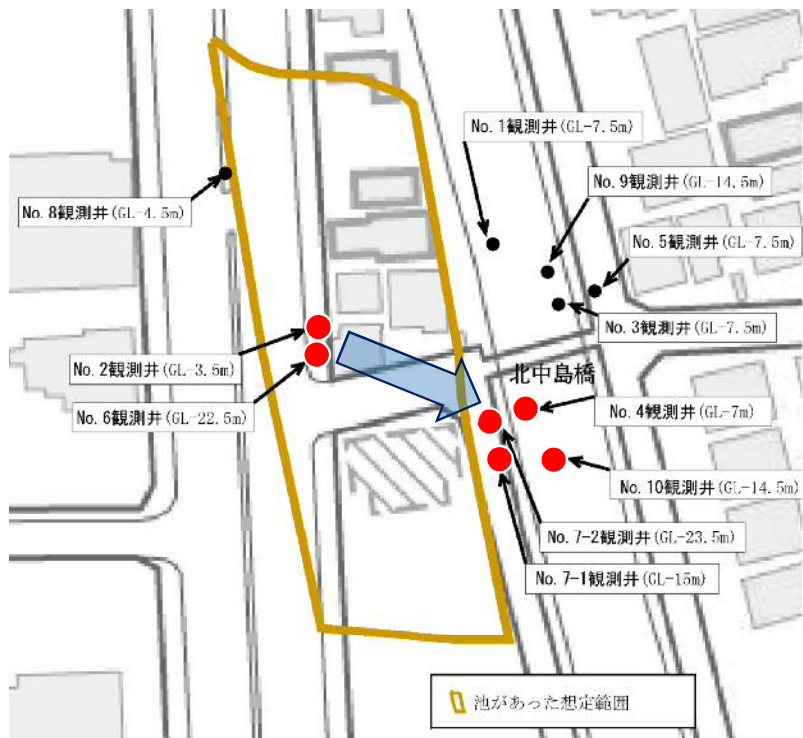 No. 1観測井(GL-7.5m)
No. 9観測井(GL-14.5m)
No. 8観測井(GL-4.5m)
No. 5観測井(GL-7.5m)
No. 3観測井(GL-7.5m)
No. 2観測井(GL-3.5m)
北中島橋
No. 6観測井(GL-22.5m)
No. 4観測井(GL-7m)
No. 10観測井(GL-14.5m)
No. 7-2観測井(GL-23.5m)
No. 7-1観測井(GL-15m)
池があった想定範囲